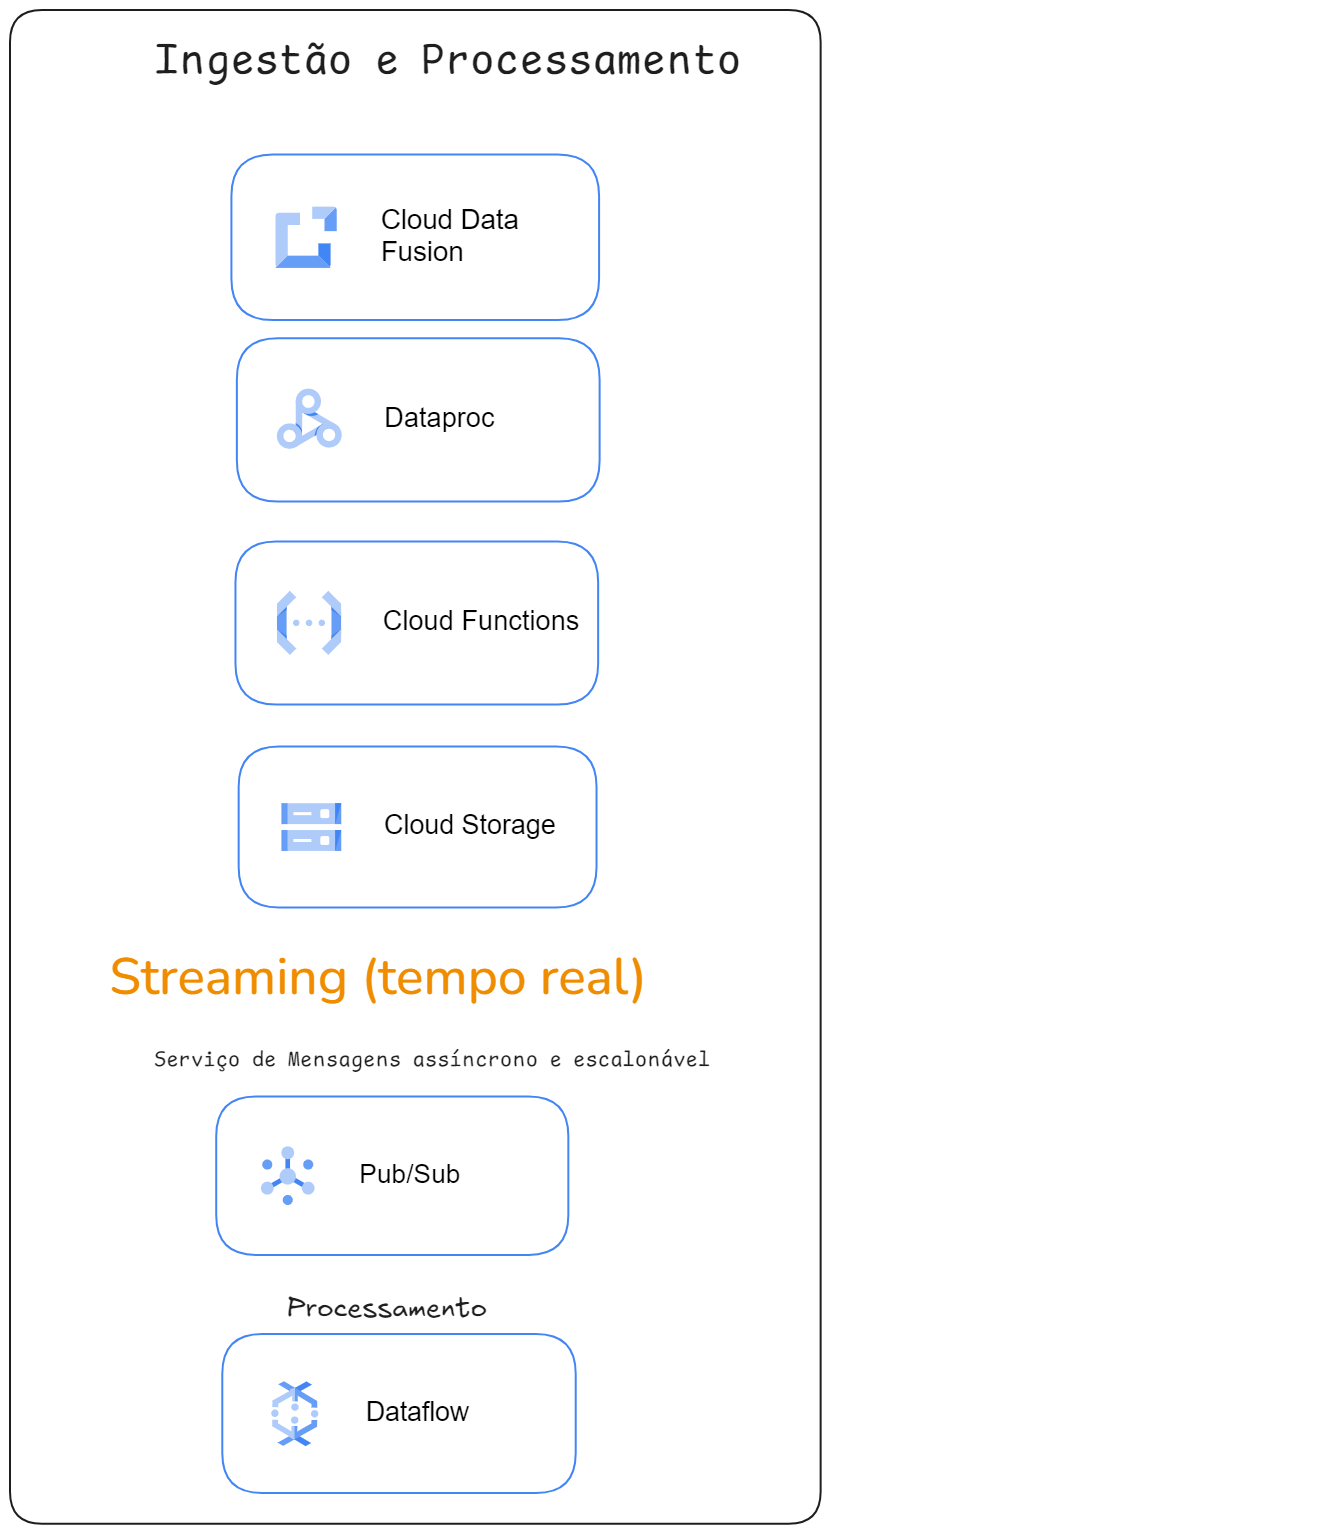 Ingestão e Processamento
Cloud Data
Fusion
Dataproc
Cloud Functions
Cloud Storage
Streaming (tempo real)
Serviço de Mensagens assíncrono e escalonável
Pub/Sub
Processamento
Dataflow